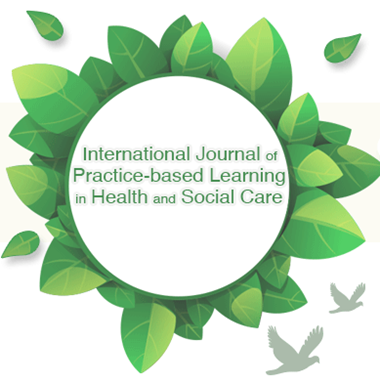 International Journal of
Practice-based Learning
in Health and Social Care